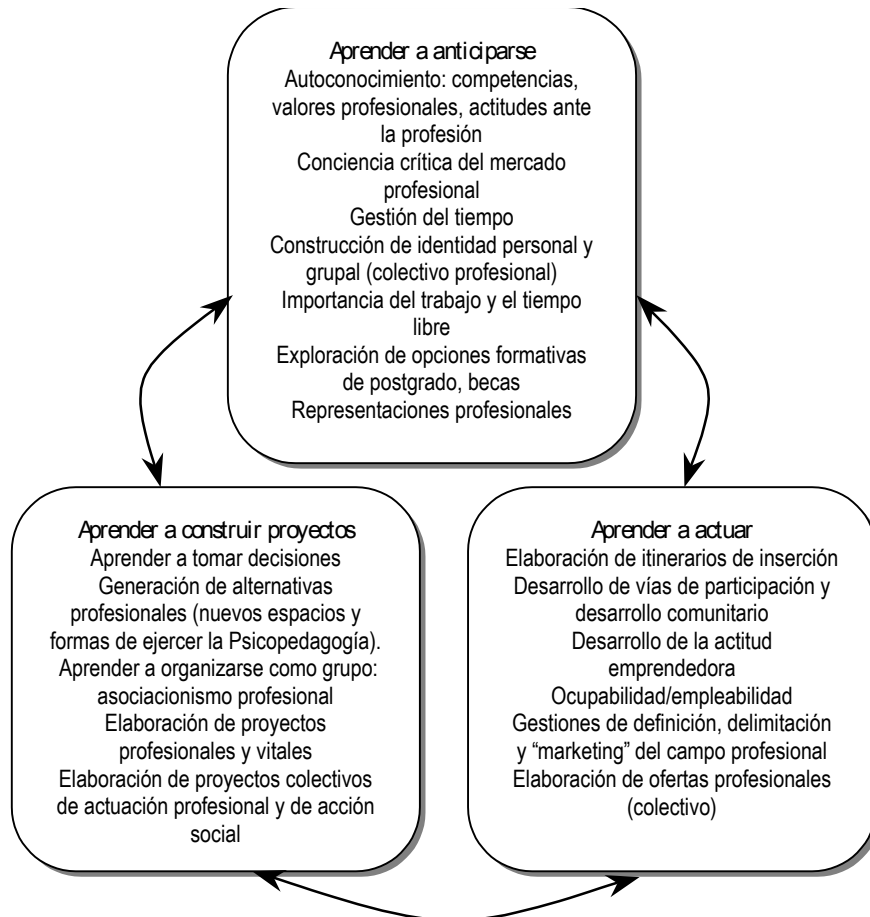 Aprender a anticiparse
Autoconocimiento: competencias,
valores profesionales, actitudes ante
la profesión
Conciencia crítica del mercado
profesional
Gestión del tiempo
Construcción de identidad personal y
grupal (colectivo profesional)
Importancia del trabajo y el tiempo
libre
Exploración de opciones formativas
de postgrado, becas
Representaciones profesionales
Aprender a construir proyectos
Aprender a tomar decisiones
Generación de alternativas
profesionales (nuevos espacios y
formas de ejercer la Psicopedagogía).
Aprender a organizarse como grupo:
asociacionismo profesional
Elaboración de proyectos
profesionales y vitales
Elaboración de proyectos colectivos
de actuación profesional y de acción
social
Aprender a actuar
Elaboración de itinerarios de inserción
Desarrollo de vías de participación y
desarrollo comunitario
Desarrollo de la actitud
emprendedora
Ocupabilidad/empleabilidad
Gestiones de definición, delimitación
y “marketing” del campo profesional
Elaboración de ofertas profesionales
(colectivo)